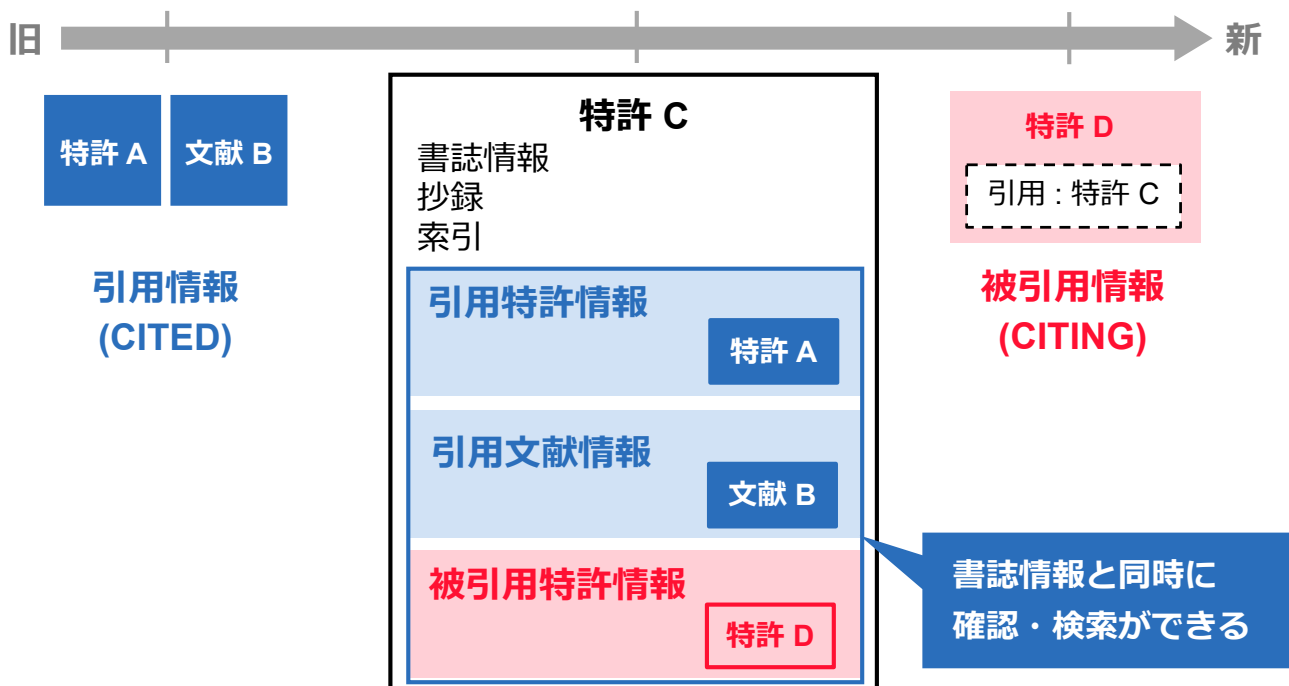 旧
新
特許 A
文献 B
引用情報
(CITED)
特許 C
書誌情報
抄録
索引
引用特許情報
特許 A
引用文献情報
文献 B
被引用特許情報
特許 D
特許 D
引用 : 特許 C
被引用情報
(CITING)
書誌情報と同時に
確認・検索ができる